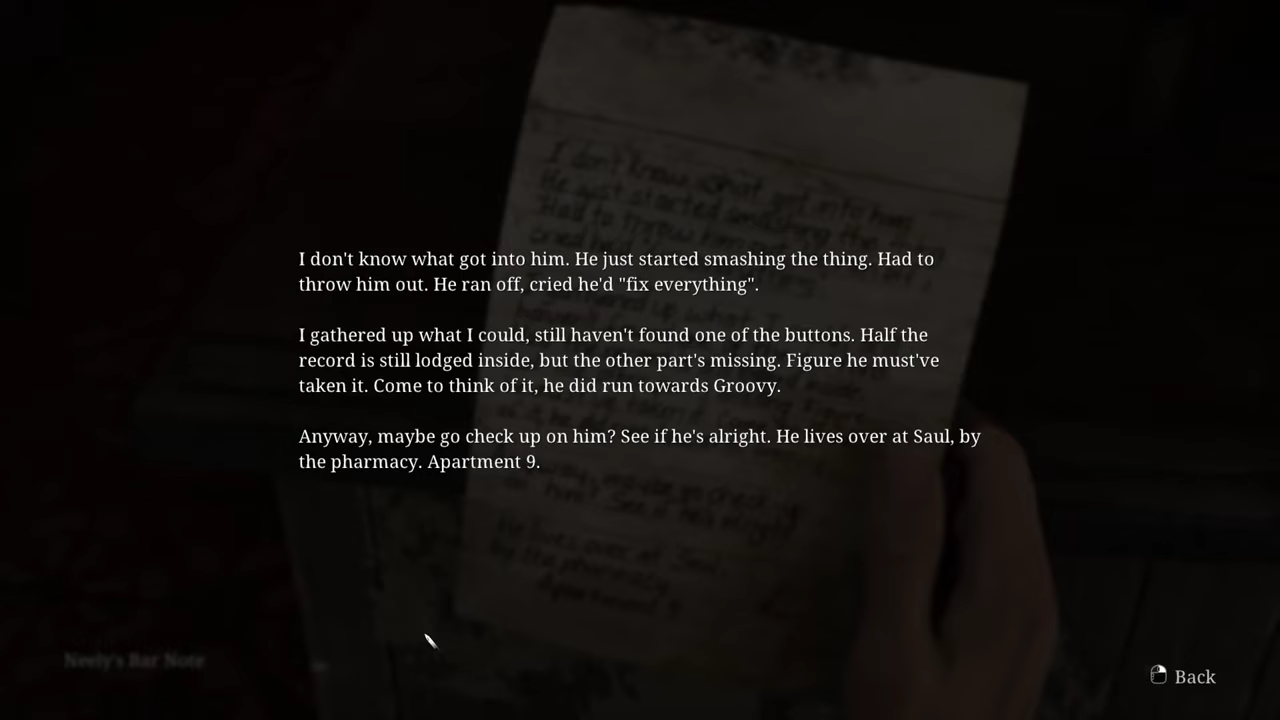 I don't know what got into him. He just started smashing the thing. Had to
throw him out. He ran off, cried he'd "fix everything".
I gathered up what I could, still haven't found one of the buttons. Half the
record is still lodged inside, but the other part's missing. Figure he must've
taken it. Come to think of it, he did run towards Groovy.
Anyway, maybe go check up on him? See if he's alright. He lives over at Saul, by
the pharmacy. Apartment 9.
Neely's Bar Note
Back